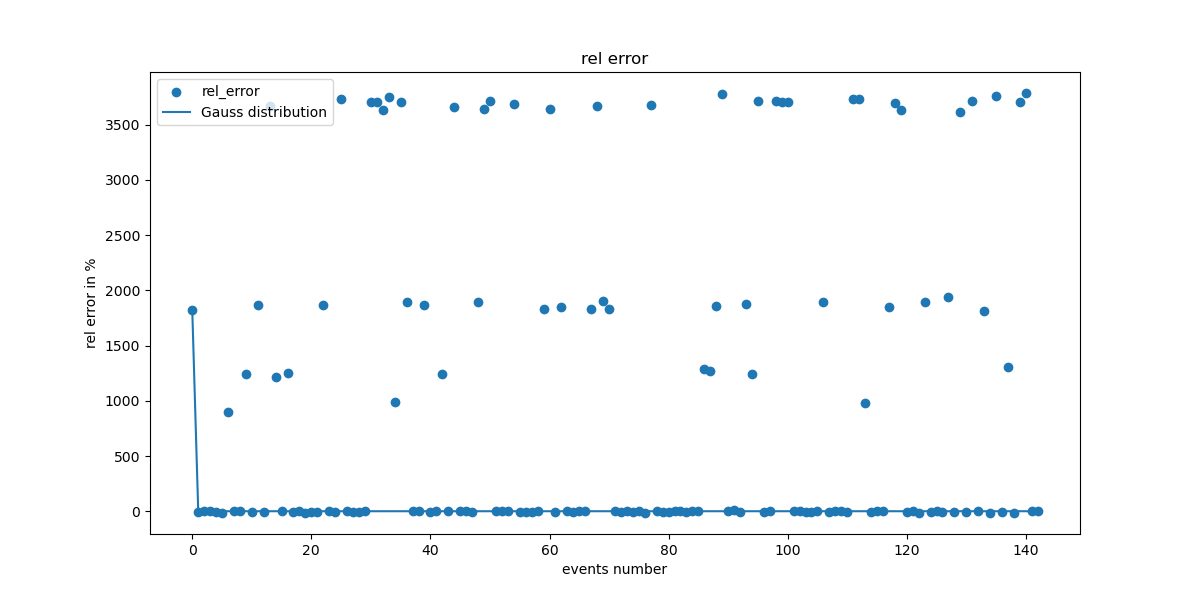 rel error
rel_error
Gauss distribution
rel error in %
3500
3000
2500
2000
1500
1000
500
0
0 20 40 60 80 100 120 140
events number